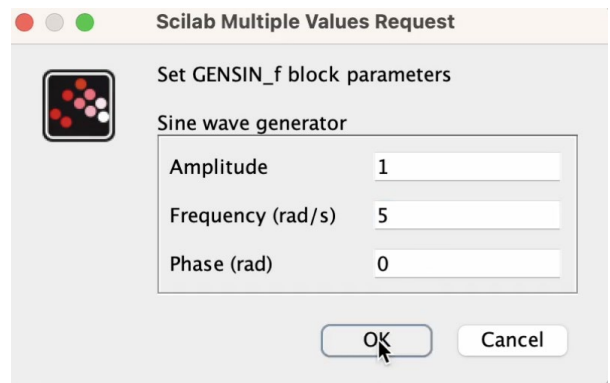 Scilab Multiple Values Request
Set GENSIN_f block parameters
Sine wave generator
Amplitude 1
Frequency (rad/s) 5
Phase (rad) 0
OK Cancel